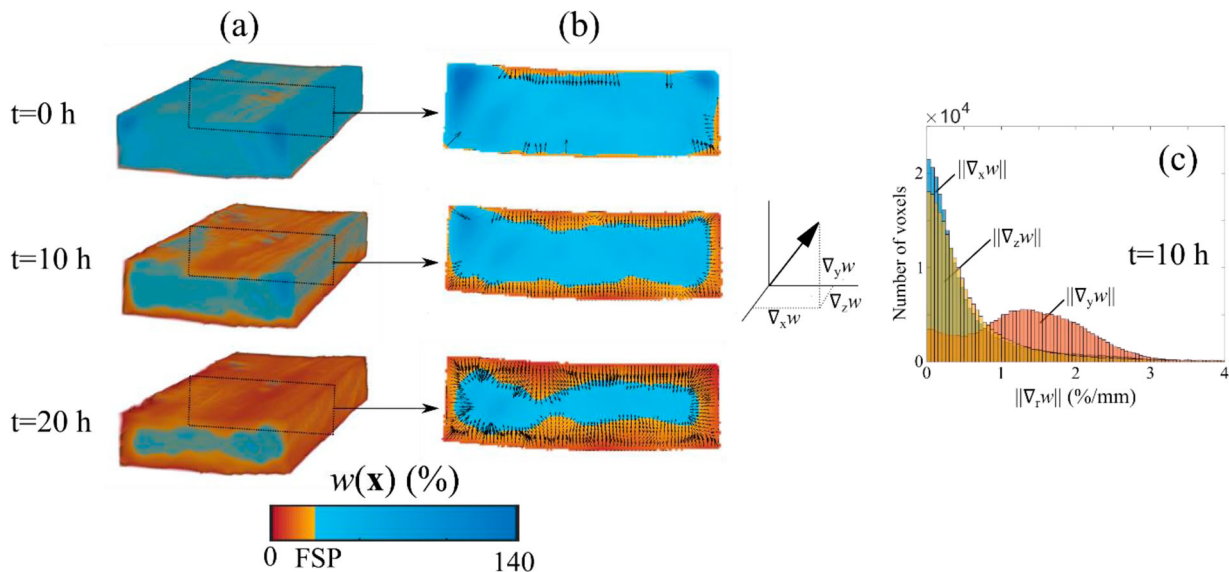 (a)
(b)
t=0 h
t=10 h
t=20 h
w(x) (%)
0 FSP 140
∇yw
∇xw
∇zw
×10⁴
(c)
||∇xw||
||∇zw||
t=10 h
||∇yw||
Number of voxels
2
1
0
0 1 2 3 4
||∇rw|| (%/mm)